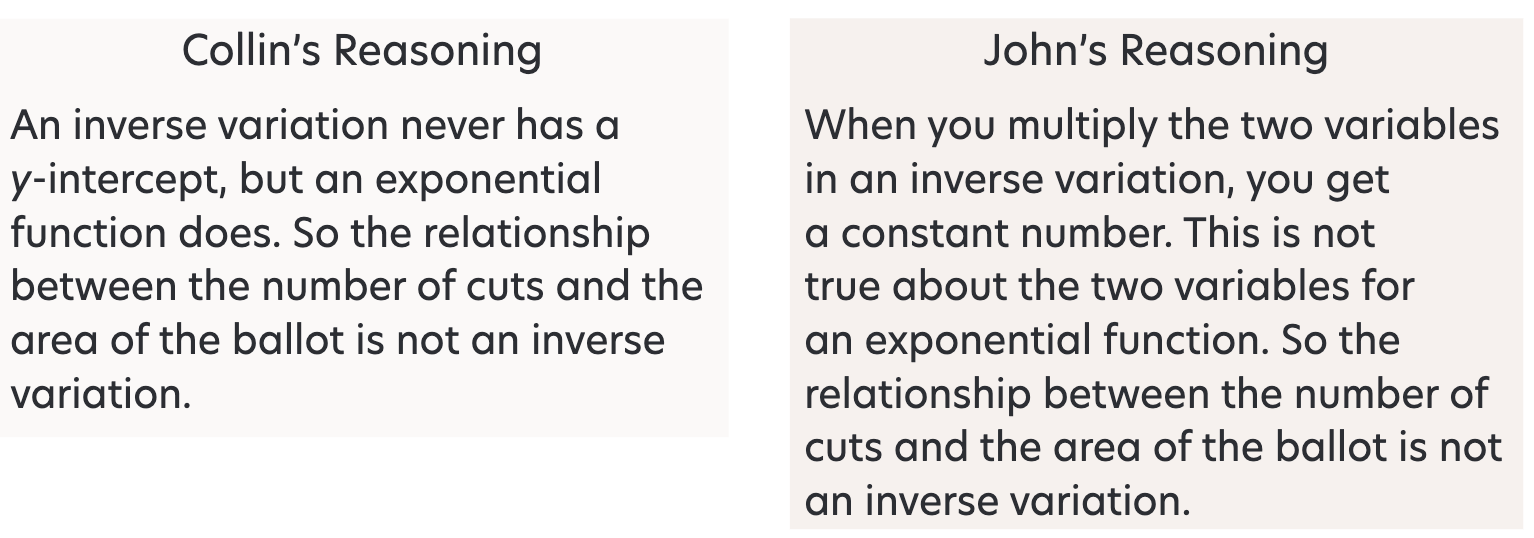 Collin’s Reasoning
An inverse variation never has a
y-intercept, but an exponential
function does. So the relationship
between the number of cuts and the
area of the ballot is not an inverse
variation.
John’s Reasoning
When you multiply the two variables
in an inverse variation, you get
a constant number. This is not
true about the two variables for
an exponential function. So the
relationship between the number of
cuts and the area of the ballot is not
an inverse variation.